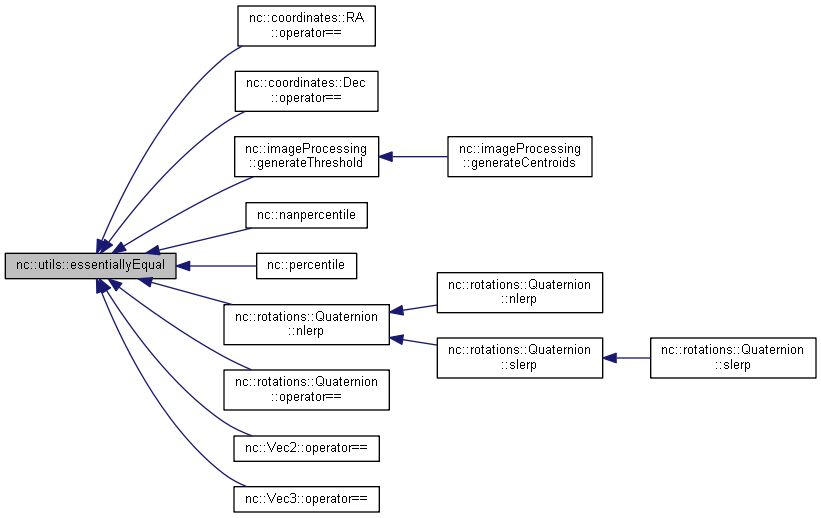 nc::coordinates::RA
::operator==
nc::coordinates::Dec
::operator==
nc::imageProcessing
::generateThreshold
nc::imageProcessing
::generateCentroids
nc::nanpercentile
nc::utils::essentiallyEqual
nc::percentile
nc::rotations::Quaternion
::nlerp
nc::rotations::Quaternion
::nlerp
nc::rotations::Quaternion
::slerp
nc::rotations::Quaternion
::slerp
nc::rotations::Quaternion
::operator==
nc::Vec2::operator==
nc::Vec3::operator==